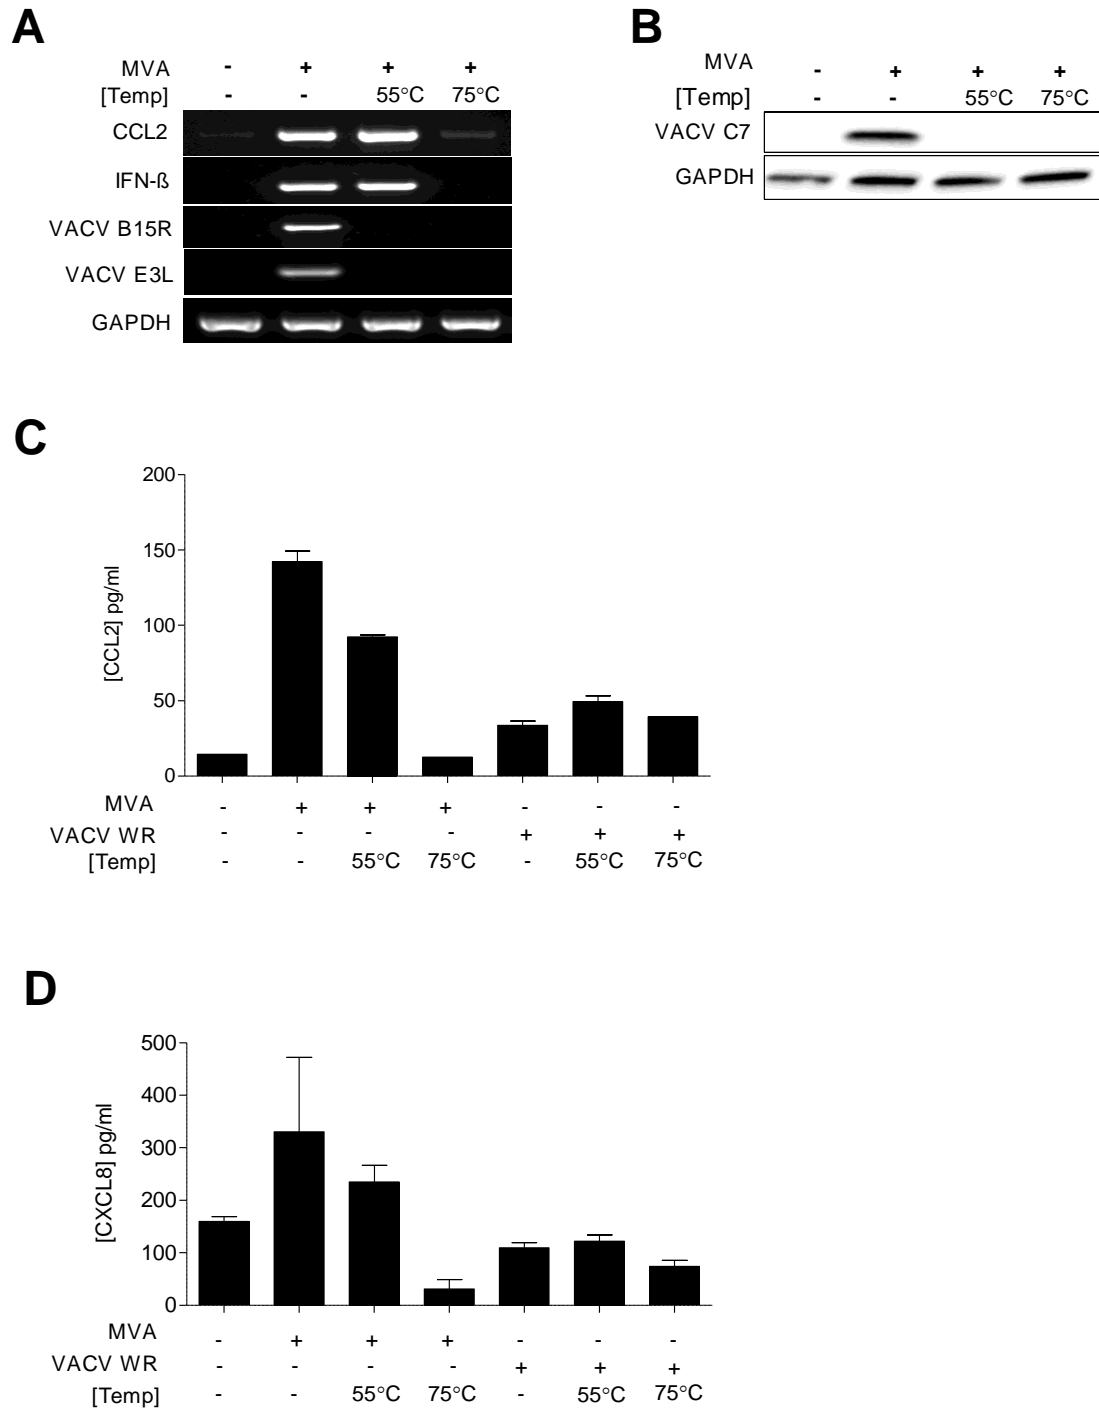 A
MVA - + + +
[Temp] - - 55°C 75°C
CCL2
IFN-ß
VACV B15R
VACV E3L
GAPDH
B
MVA - + + +
[Temp] - - 55°C 75°C
VACV C7
GAPDH
C
200
150
100
50
0
[CCL2] pg/ml
MVA - + + + - - -
VACV WR - - - - + + +
[Temp] - - 55°C 75°C - 55°C 75°C
D
500
400
300
200
100
0
[CXCL8] pg/ml
MVA - + + + - - -
VACV WR - - - - + + +
[Temp] - - 55°C 75°C - 55°C 75°C